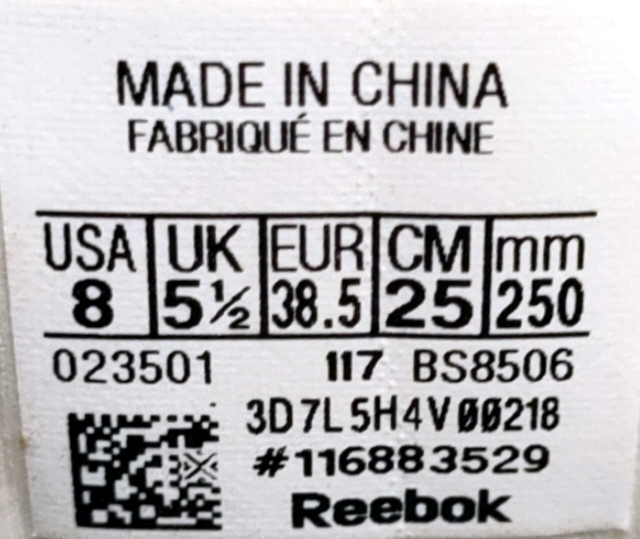 MADE IN CHINA
FABRIQUÉ EN CHINE
USA UK EUR CM mm
8 5½ 38.5 25 250
023501 117 BS8506
3D7L5H4V00218
#116883529
Reebok